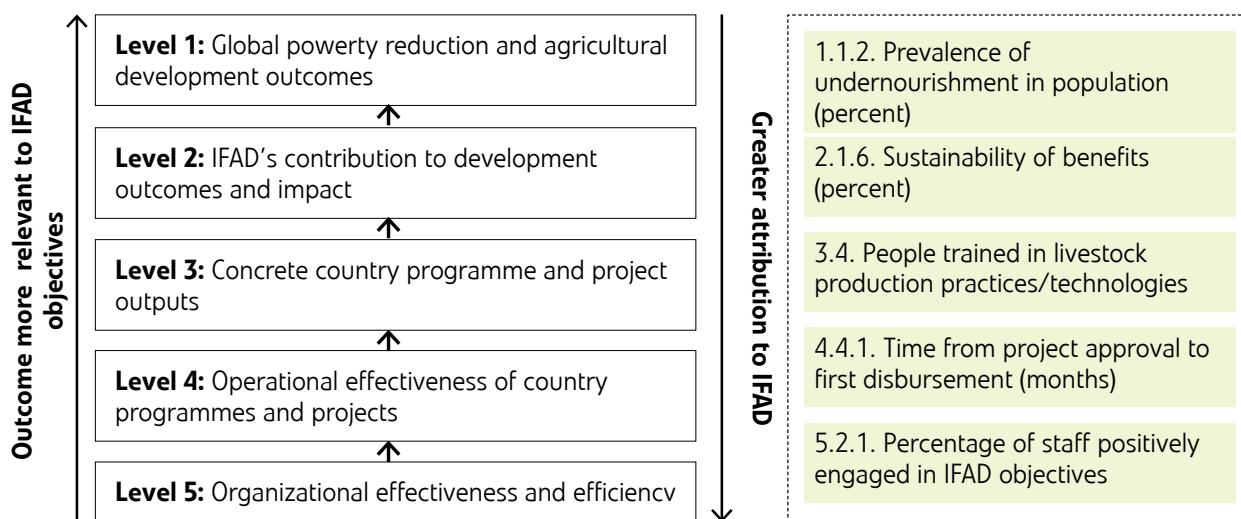 Outcome more relevant to IFAD
objectives
Level 1: Global powerty reduction and agricultural
development outcomes
Level 2: IFAD's contribution to development
outcomes and impact
Level 3: Concrete country programme and project
outputs
Level 4: Operational effectiveness of country
programmes and projects
Level 5: Organizational effectiveness and efficiency
Greater attribution to IFAD
1.1.2. Prevalence of
undernourishment in population
(percent)
2.1.6. Sustainability of benefits
(percent)
3.4. People trained in livestock
production practices/technologies
4.4.1. Time from project approval to
first disbursement (months)
5.2.1. Percentage of staff positively
engaged in IFAD objectives